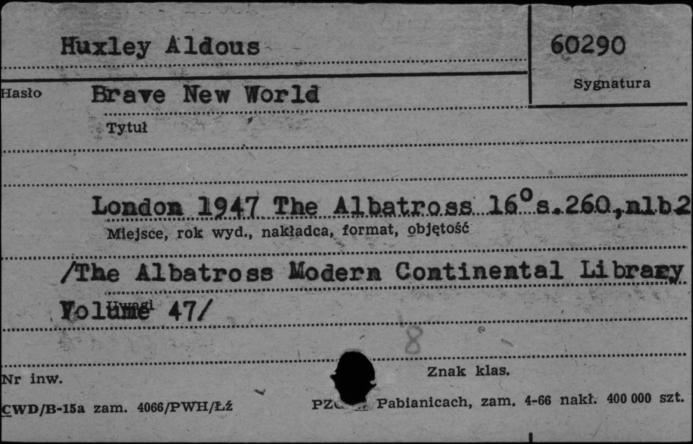 Huxley Aldous
60290
Sygnatura
Hasło
Brave New World
Tytuł
London 1947 The Albatross 16° s.260,nlb2
Miejsce, rok wyd., nakładca, format, objętość
/The Albatross Modern Continental Library
Uwagi
Volume 47/
8
Nr inw.
Znak klas.
CWD/B-15a zam. 4066/PWH/Łź
Pabianicach, zam. 4-66 nakł. 400 000 szt.